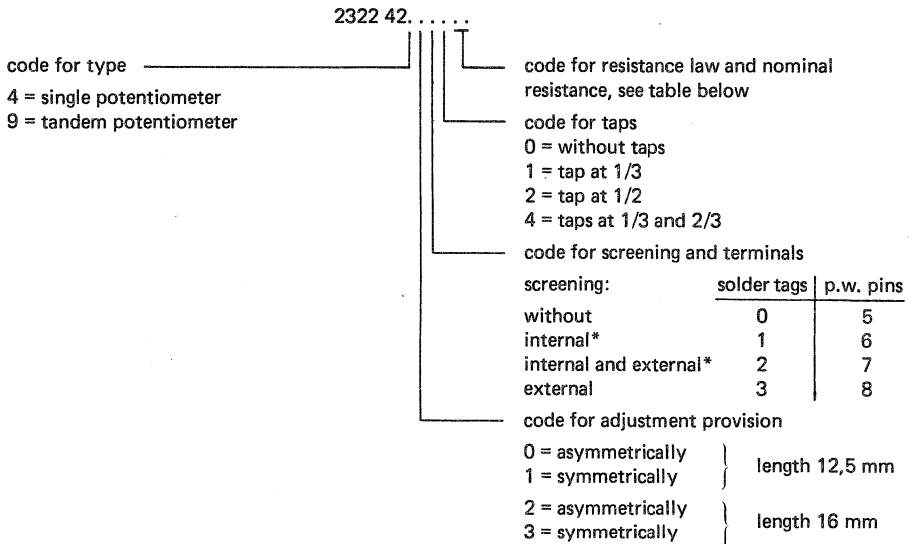 2322 42. . . . . .
code for type
4 = single potentiometer
9 = tandem potentiometer
code for resistance law and nominal
resistance, see table below
code for taps
0 = without taps
1 = tap at 1/3
2 = tap at 1/2
4 = taps at 1/3 and 2/3
code for screening and terminals
screening: solder tags p.w. pins
without 0 5
internal* 1 6
internal and external* 2 7
external 3 8
code for adjustment provision
0 = asymmetrically
1 = symmetrically
length 12,5 mm
2 = asymmetrically
3 = symmetrically
length 16 mm